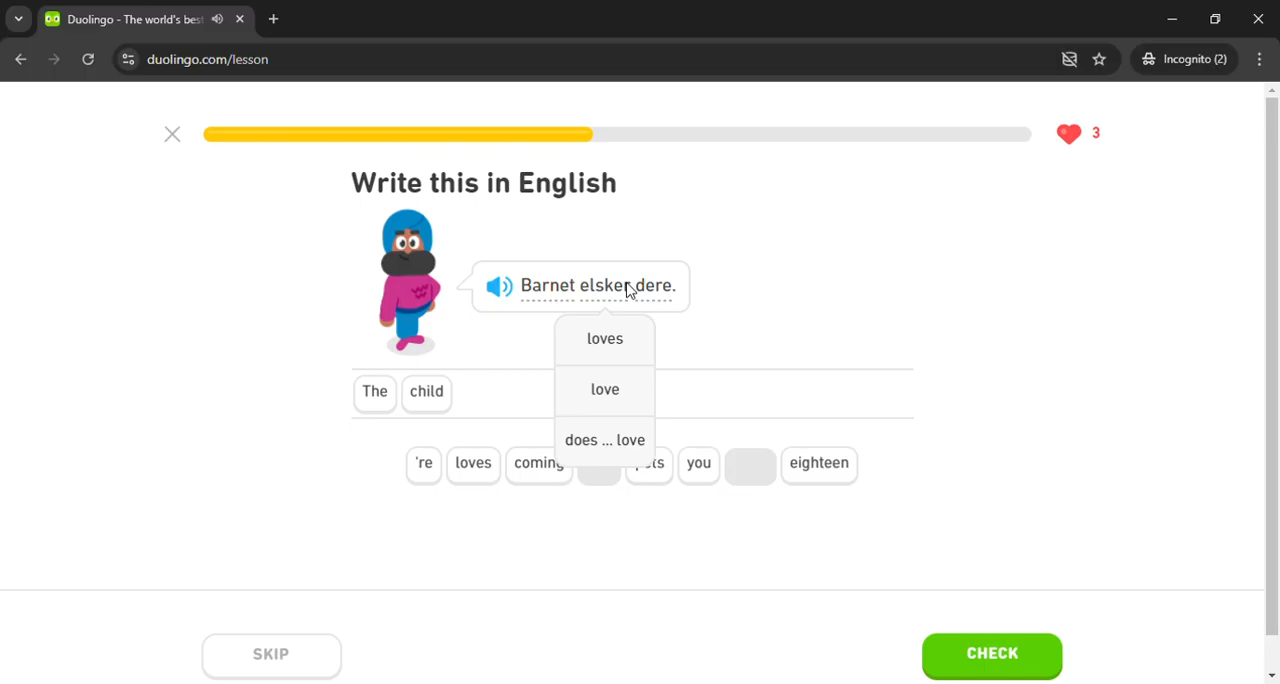 Duolingo - The world's bes
duolingo.com/lesson
Incognito (2)
3
Write this in English
Barnet elsker dere.
loves
love
does ... love
The child
're loves coming you eighteen
SKIP
CHECK